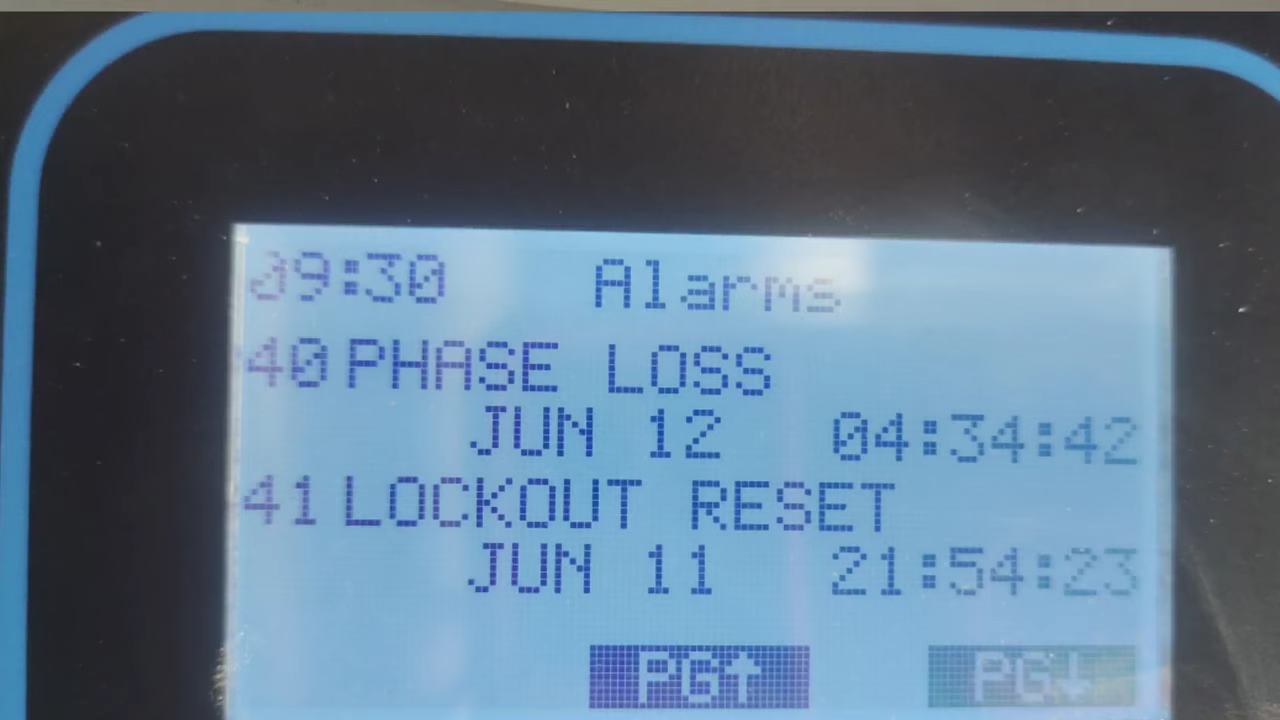 09:30 Alarms
40 PHASE LOSS
JUN 12 04:34:42
41 LOCKOUT RESET
JUN 11 21:54:23
PG↑ PG↓